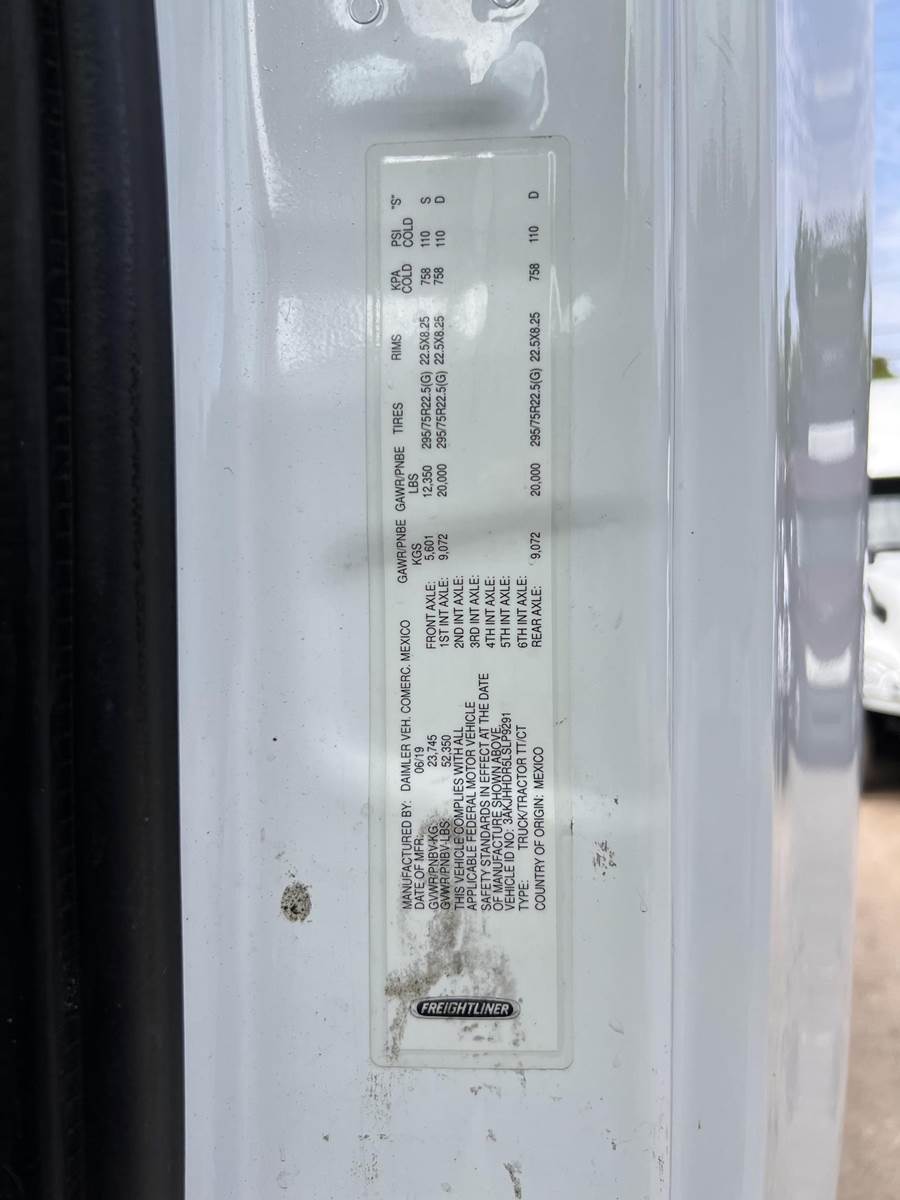 FREIGHTLINER
MANUFACTURED BY: DAIMLER VEH. COMERC. MEXICO
DATE OF MFR: 06/19
GVWR/PNBV-KG: 23,745
GVWR/PNBV-LBS: 52,350
THIS VEHICLE COMPLIES WITH ALL
APPLICABLE FEDERAL MOTOR VEHICLE
SAFETY STANDARDS IN EFFECT AT THE DATE
OF MANUFACTURE SHOWN ABOVE.
VEHICLE ID NO: 3AKJHHDR5LSLP9291
TYPE: TRUCK/TRACTOR TT/CT
COUNTRY OF ORIGIN: MEXICO
GAWR/PNBE GAWR/PNBE TIRES RIMS KPA PSI "S"
KGS LBS COLD COLD
FRONT AXLE: 5,601 12,350 295/75R22.5(G) 22.5X8.25 758 110 S
1ST INT AXLE: 9,072 20,000 295/75R22.5(G) 22.5X8.25 758 110 D
2ND INT AXLE:
3RD INT AXLE:
4TH INT AXLE:
5TH INT AXLE:
6TH INT AXLE:
REAR AXLE: 9,072 20,000 295/75R22.5(G) 22.5X8.25 758 110 D